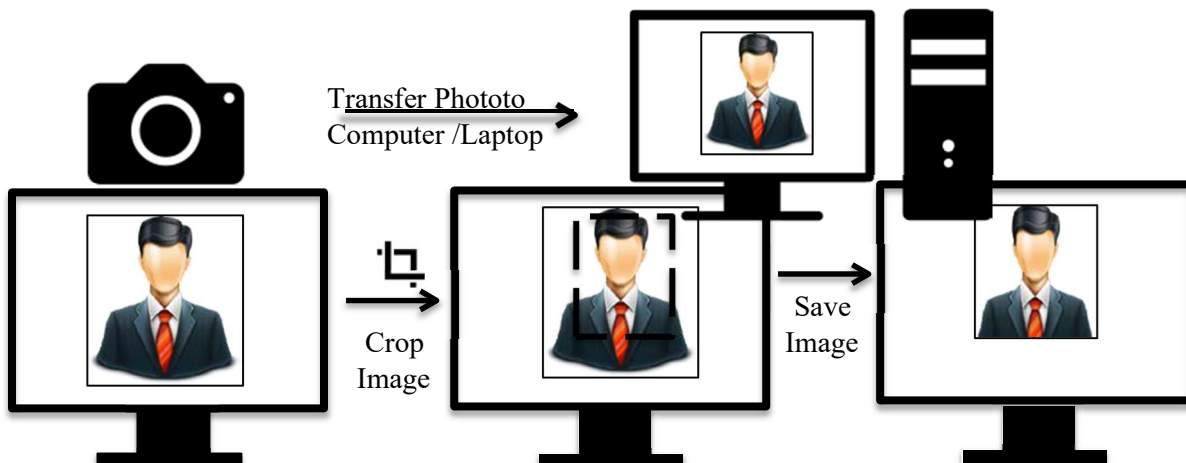 Transfer Phototo
Computer /Laptop
Crop
Image
Save
Image